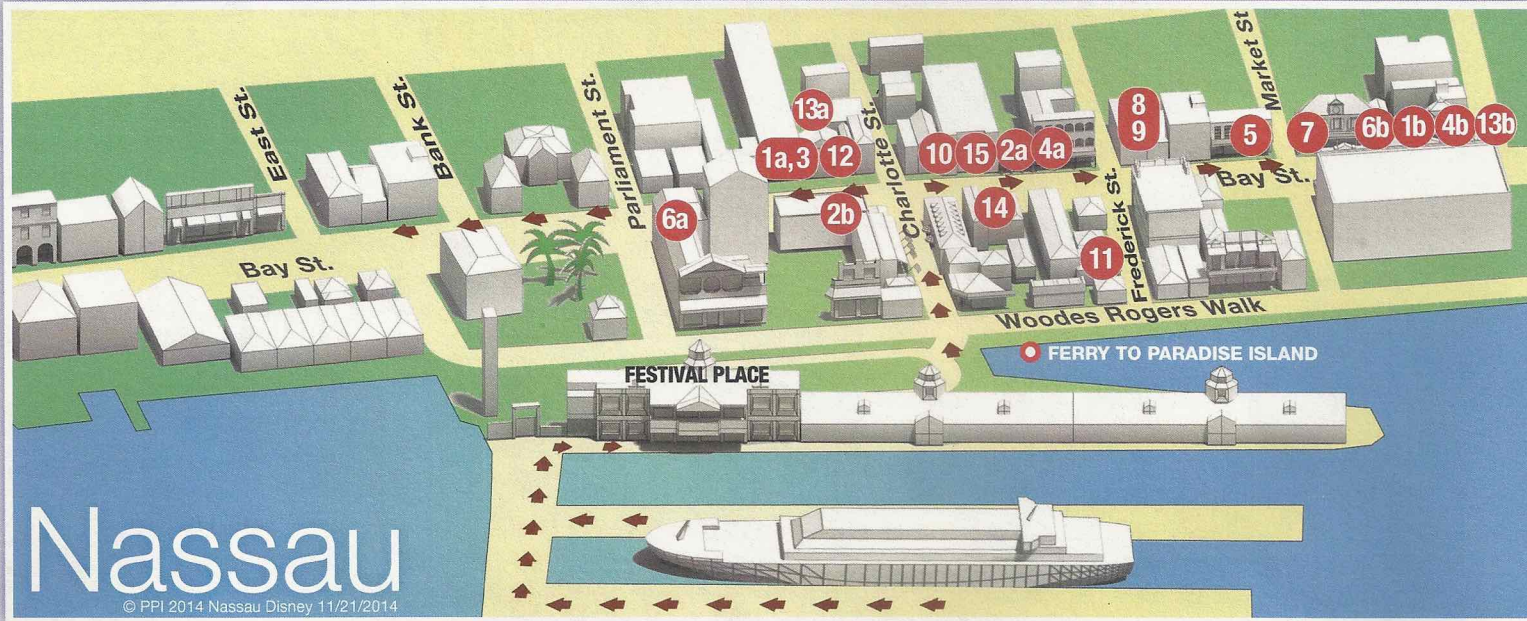 East St.
Bank St.
Parliament St.
Charlotte St.
Market St.
13a
8
9
5
7
6b
1b
4b
13b
1a,3
12
10
15
2a
4a
Bay St.
6a
2b
14
11
Frederick St.
Bay St.
Woodes Rogers Walk
FERRY TO PARADISE ISLAND
FESTIVAL PLACE
Nassau
© PPI 2014 Nassau Disney 11/21/2014